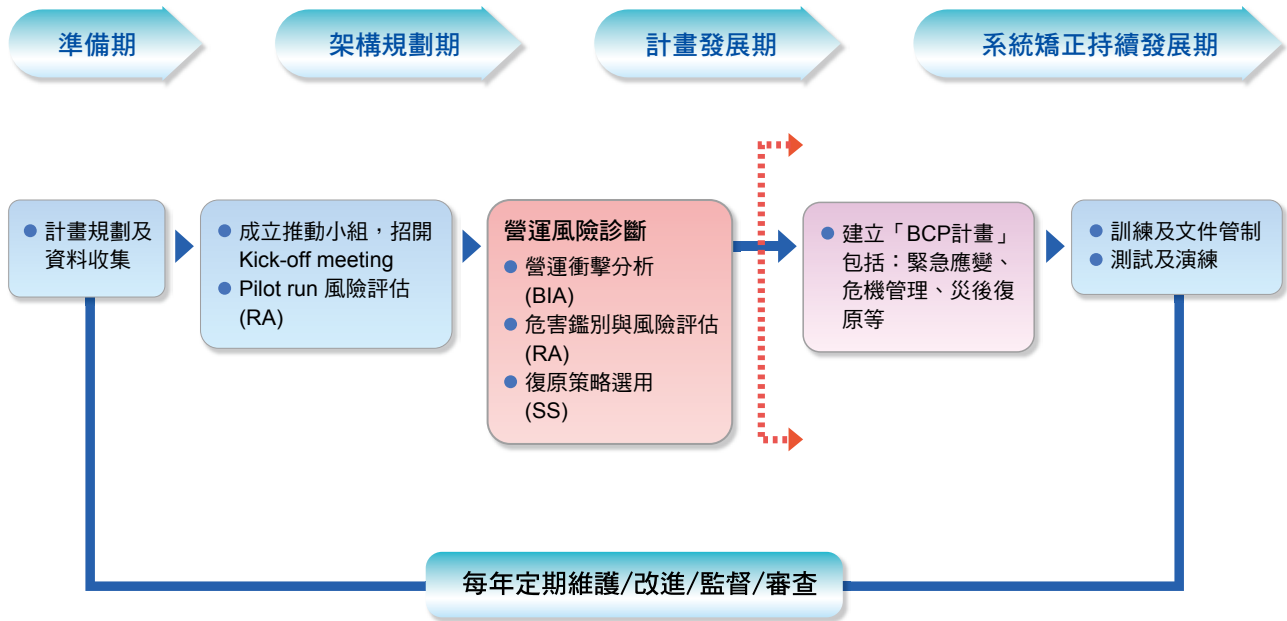 準備期
架構規劃期
計畫發展期
系統矯正持續發展期
計畫規劃及
資料收集
成立推動小組，招開
Kick-off meeting
Pilot run 風險評估
(RA)
營運風險診斷
營運衝擊分析
(BIA)
危害鑑別與風險評估
(RA)
復原策略選用
(SS)
建立「BCP計畫」
包括：緊急應變、
危機管理、災後復
原等
訓練及文件管制
測試及演練
每年定期維護/改進/監督/審查